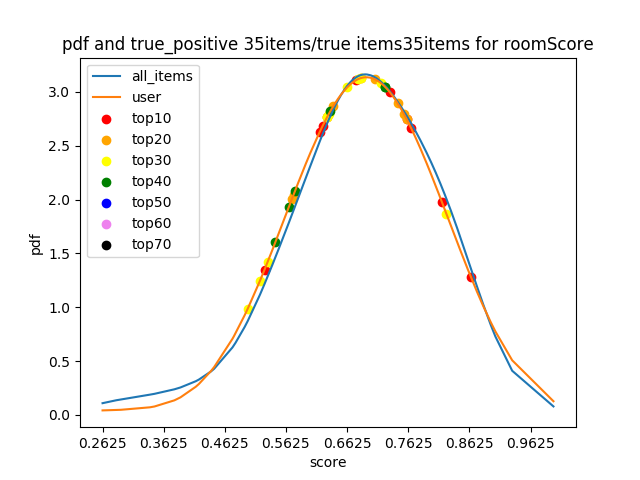 pdf and true_positive 35items/true items35items for roomScore
all_items
user
top10
top20
top30
top40
top50
top60
top70
pdf
3.0
2.5
2.0
1.5
1.0
0.5
0.0
0.2625 0.3625 0.4625 0.5625 0.6625 0.7625 0.8625 0.9625
score